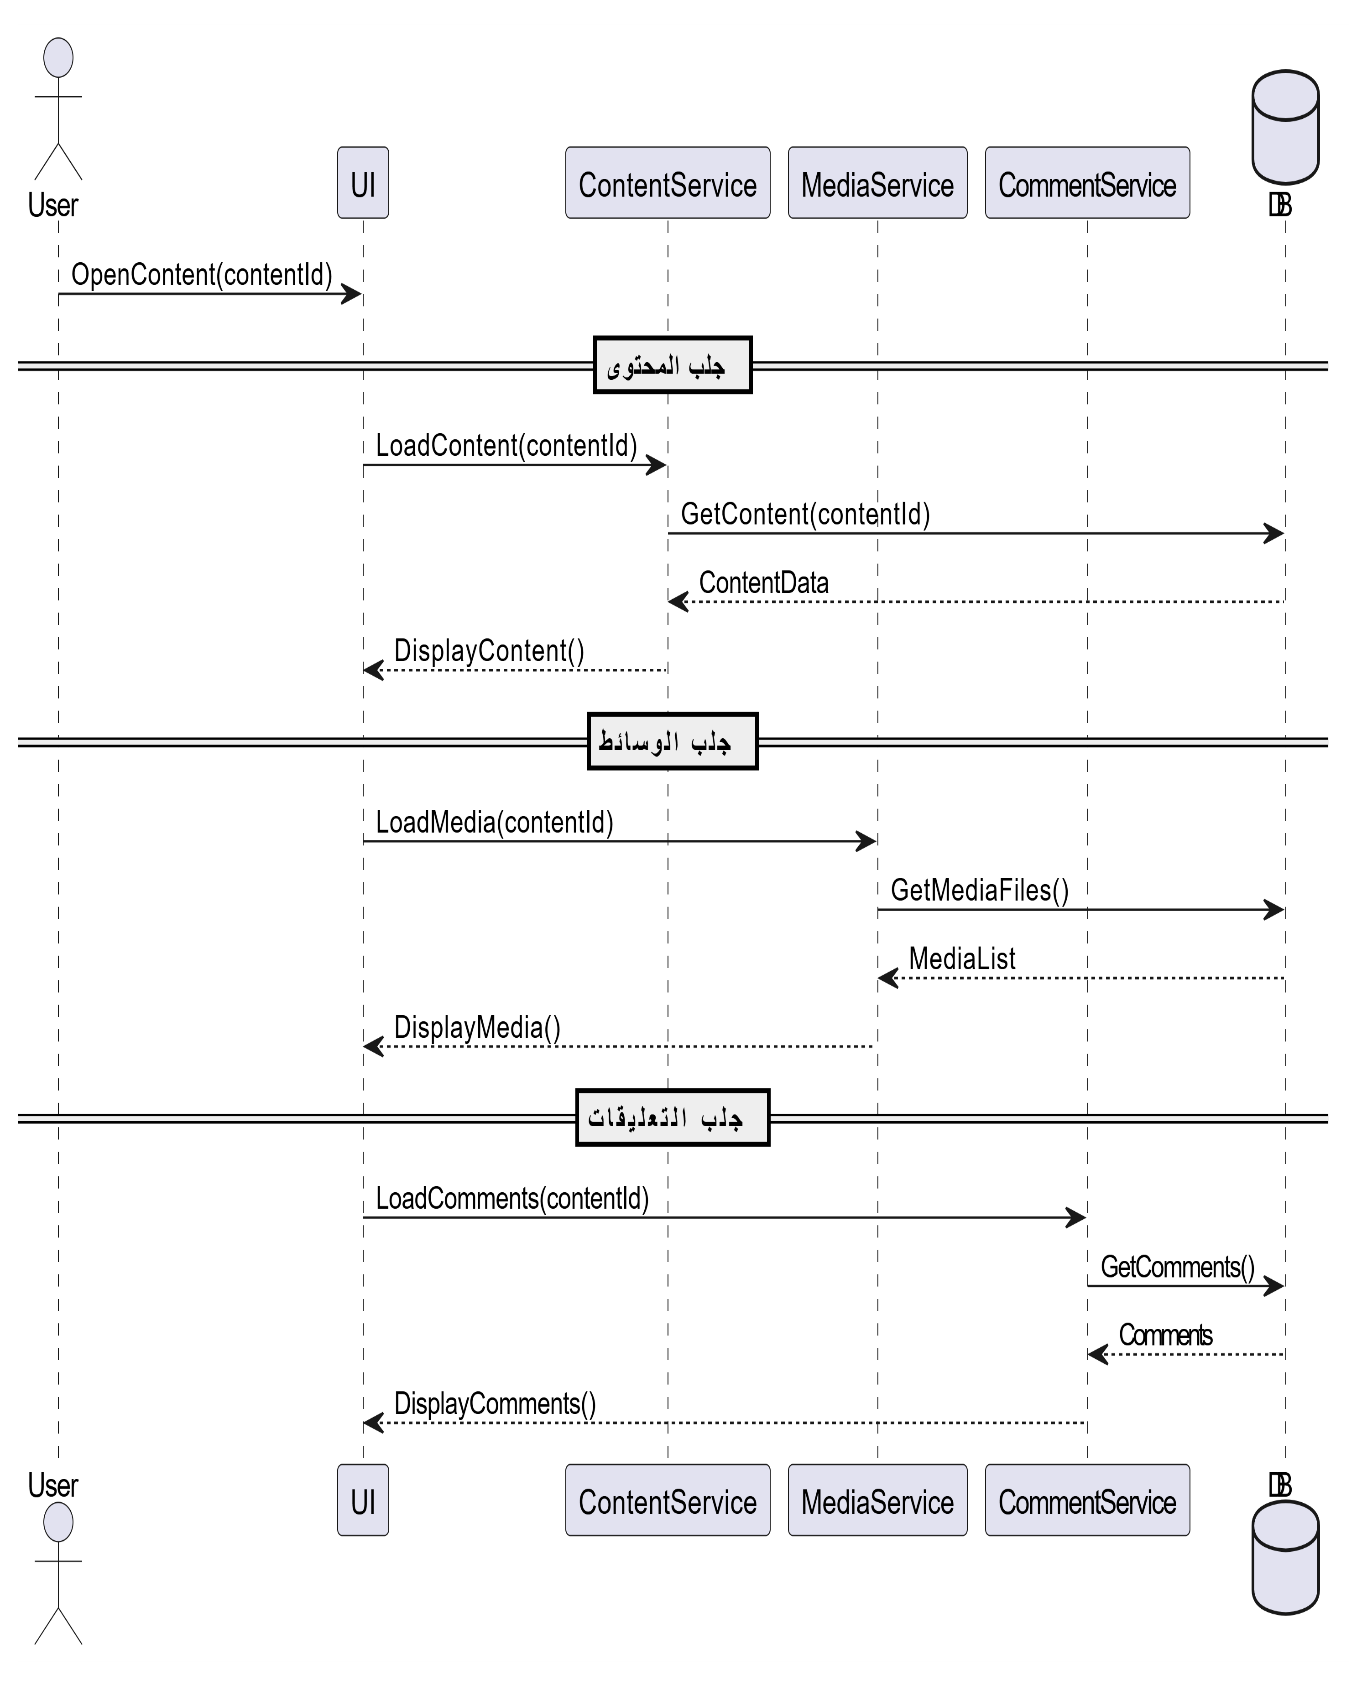 User
UI
ContentService
MediaService
CommentService
DB
OpenContent(contentId)
جلب المحتوى
LoadContent(contentId)
GetContent(contentId)
ContentData
DisplayContent()
جلب الوسائط
LoadMedia(contentId)
GetMediaFiles()
MediaList
DisplayMedia()
جلب التعليقات
LoadComments(contentId)
GetComments()
Comments
DisplayComments()
User
UI
ContentService
MediaService
CommentService
DB